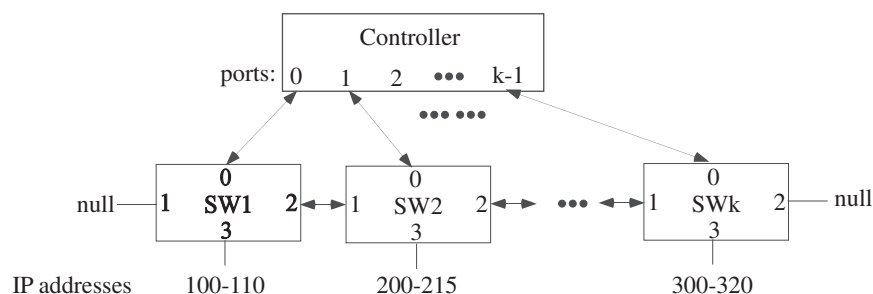 Controller
ports: 0 1 2 ••• k-1
••• •••
0 0 0
null 1 SW1 2 1 SW2 2 ••• 1 SWk 2 null
3 3 3
IP addresses 100-110 200-215 300-320